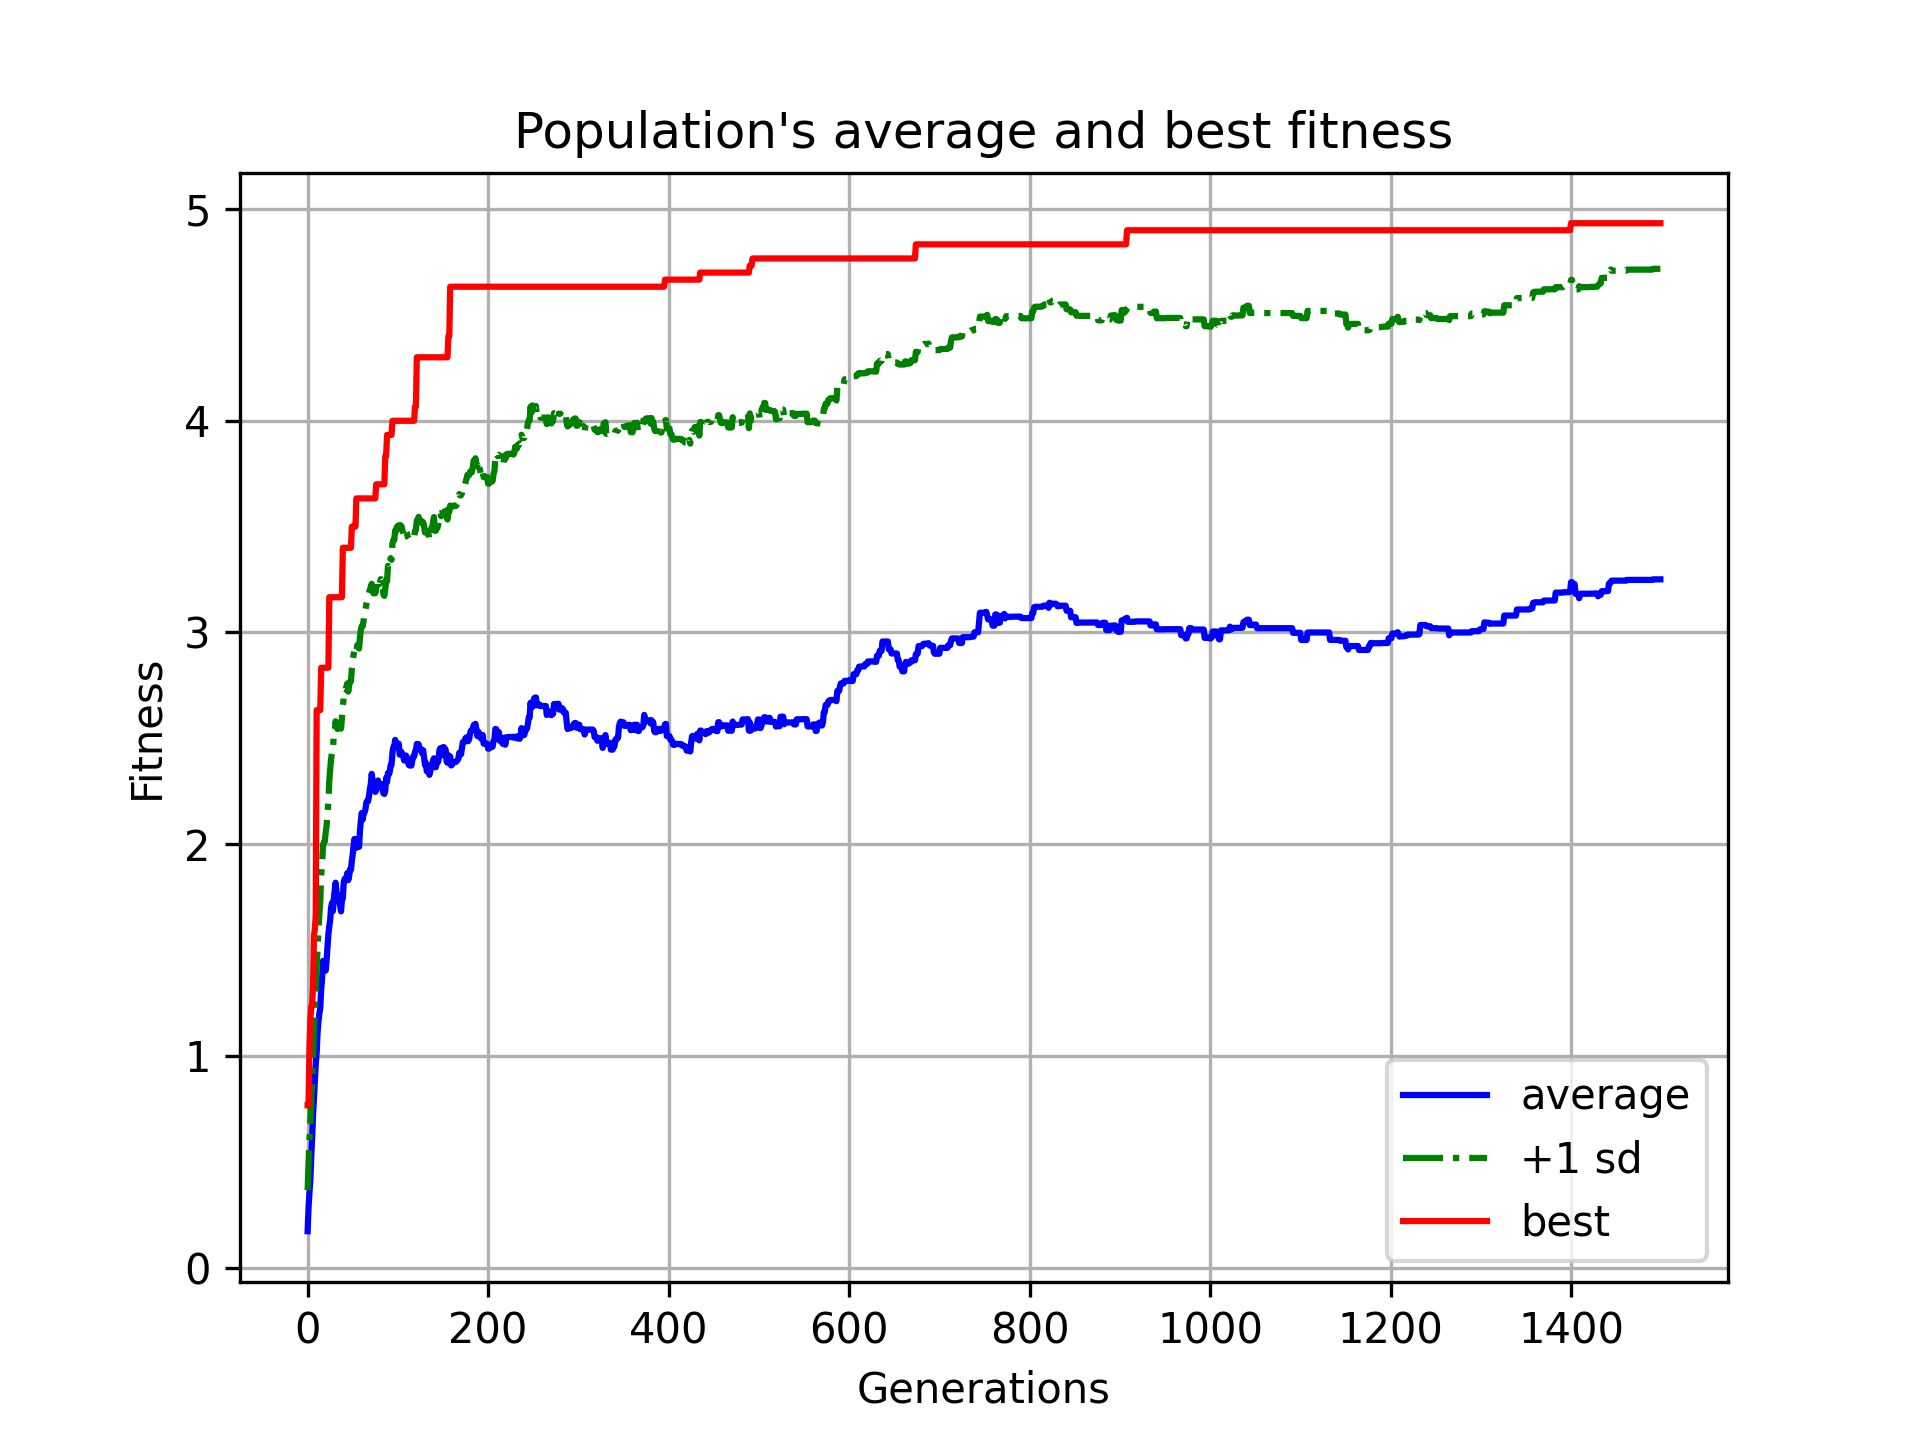 Population's average and best fitness
5
4
3
2
1
0
Fitness
0 200 400 600 800 1000 1200 1400
Generations
average
+1 sd
best